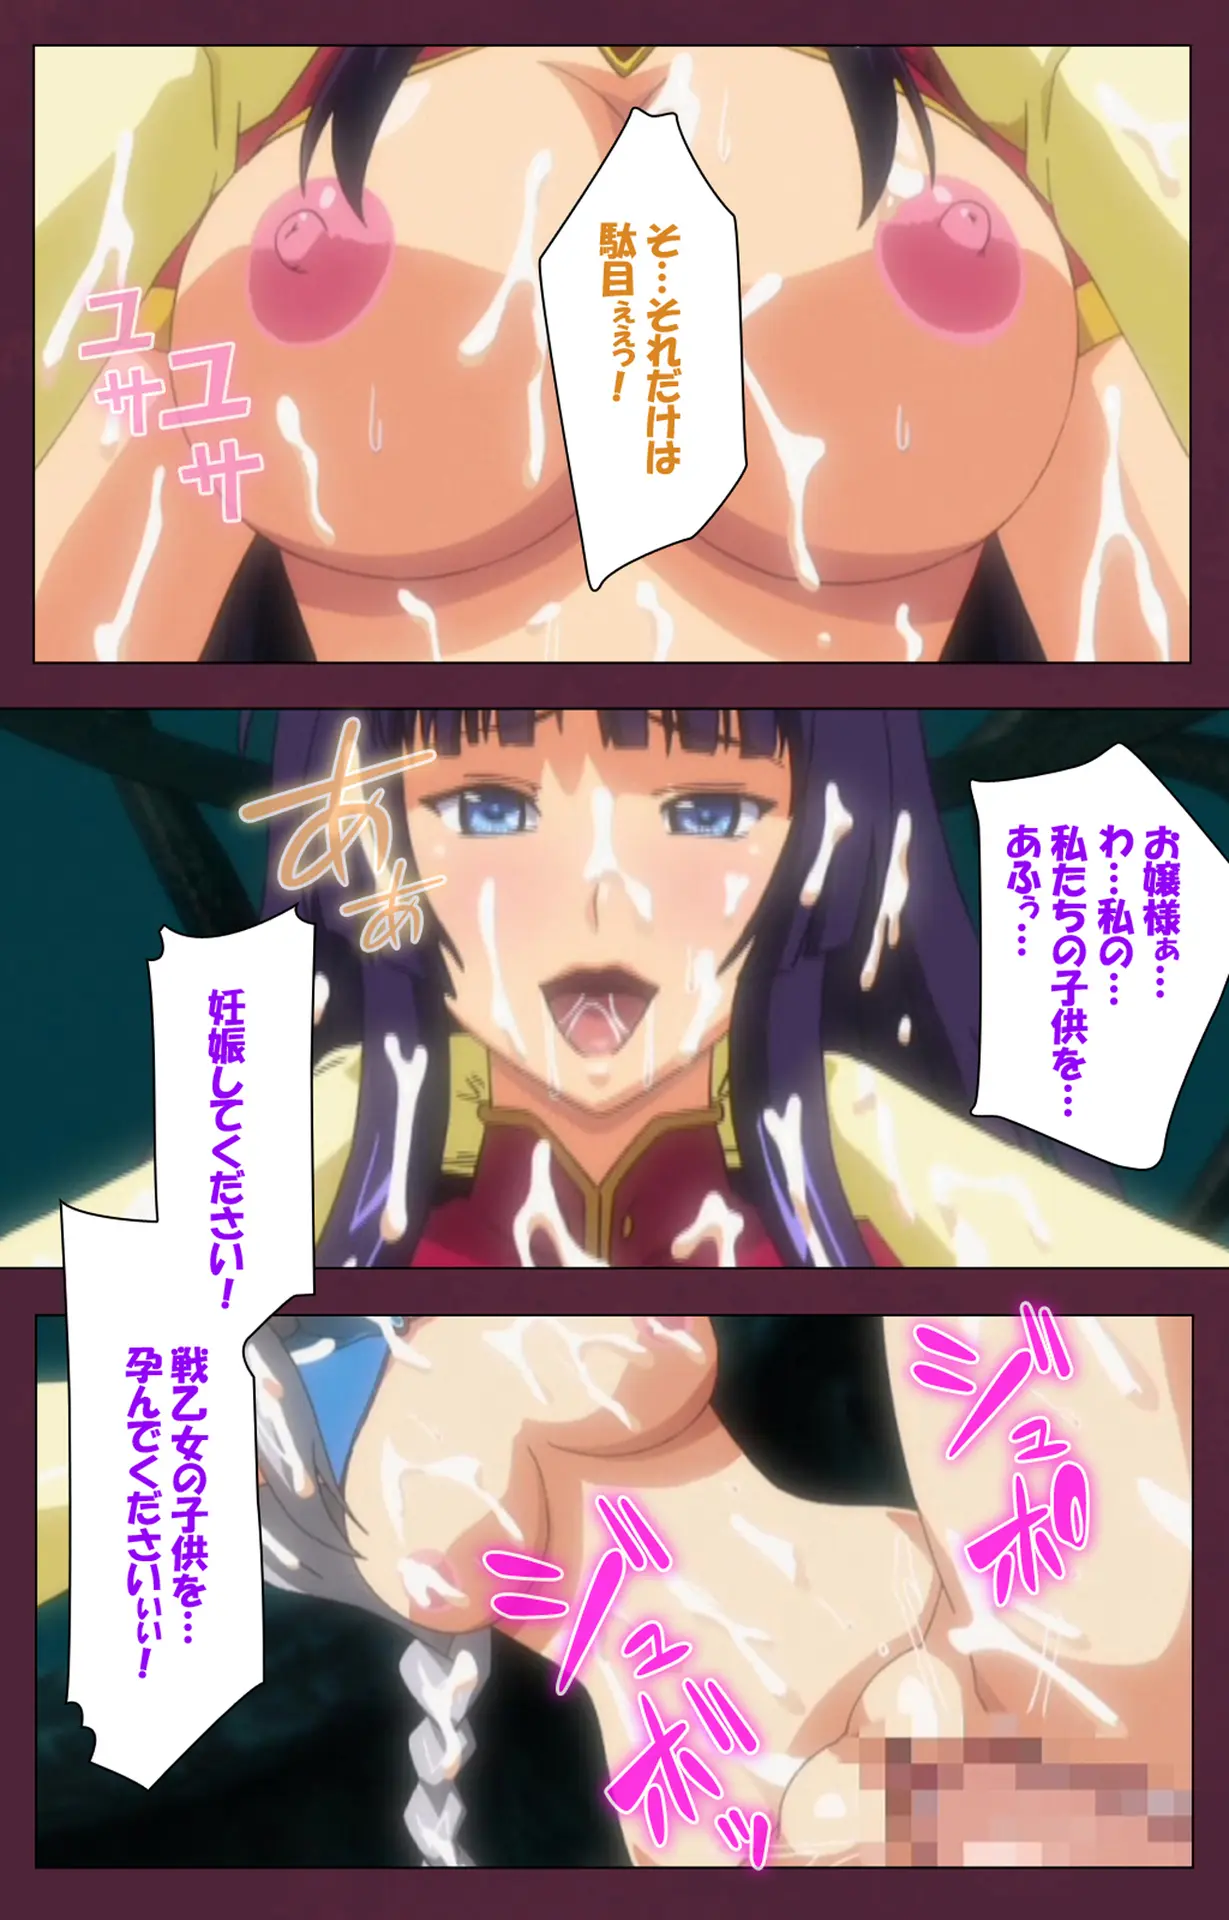 そ…それだけは
駄目ぇぇっ！
ユサ
ユサ
お嬢様ぁ…
わ…私の…
私たちの子供を…
あふぅ…
あぁ
妊娠してください！
戦乙女の子供を…
孕んでくださいぃぃ！
ジュポ
ジュボッ